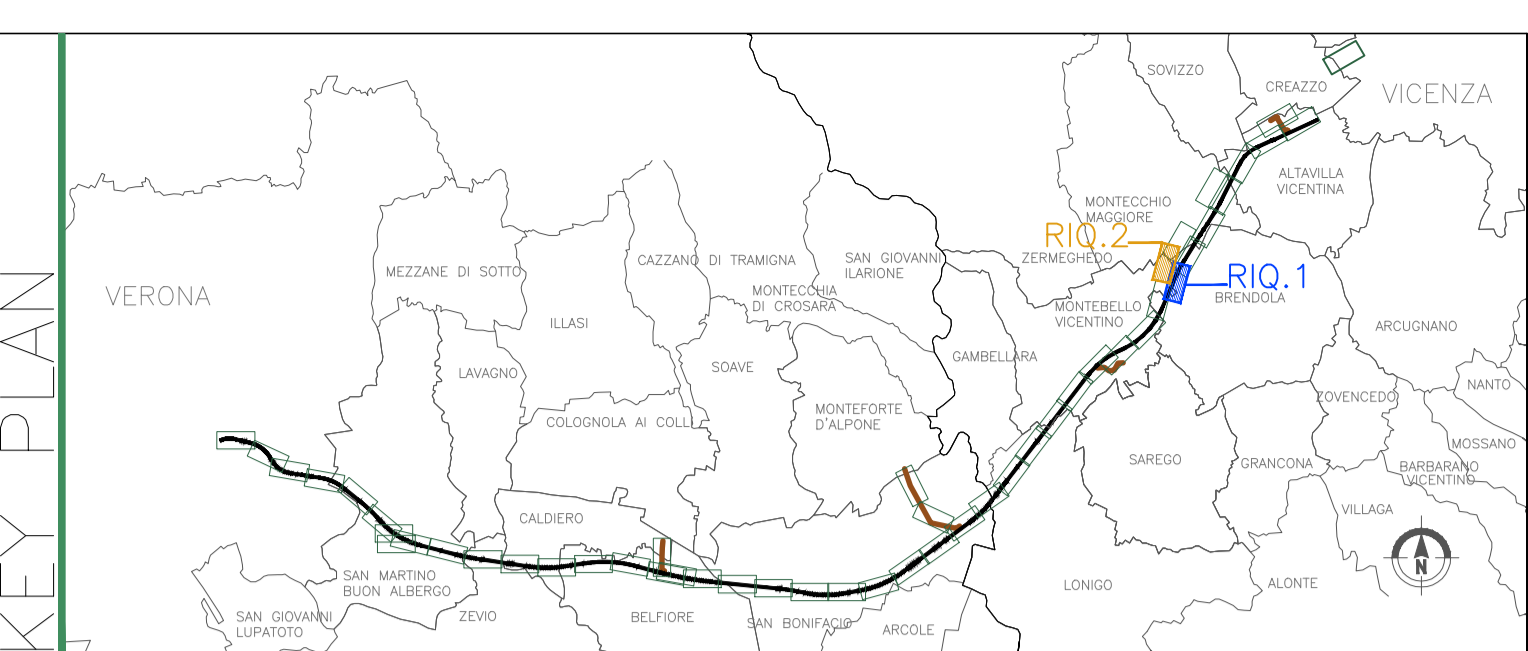 KEY PLAN
SOVIZZO
CREAZZO
VICENZA
ALTAVILLA
VICENTINA
MONTECCHIO
MAGGIORE
RIQ.2
ZERMEGHEDO
RIQ.1
BRENDOLA
MONTEBELLO
VICENTINO
ARCUGNANO
VERONA
MEZZANE DI SOTTO
CAZZANO DI TRAMIGNA
SAN GIOVANNI
ILARIONE
MONTECCHIA
DI CROSARA
ILLASI
GAMBELLARA
LAVAGNO
SOAVE
NANTO
ZOVENCEDO
MONTEFORTE
D'ALPONE
COLOGNOLA AI COLLI
MOSSANO
SAREGO
GRANCONA
BARBARANO
VICENTINO
CALDIERO
VILLAGA
N
SAN MARTINO
BUON ALBERGO
LONIGO
ALONTE
SAN GIOVANNI
LUPATOTO
ZEVIO
BELFIORE
SAN BONIFACIO
ARCOLE